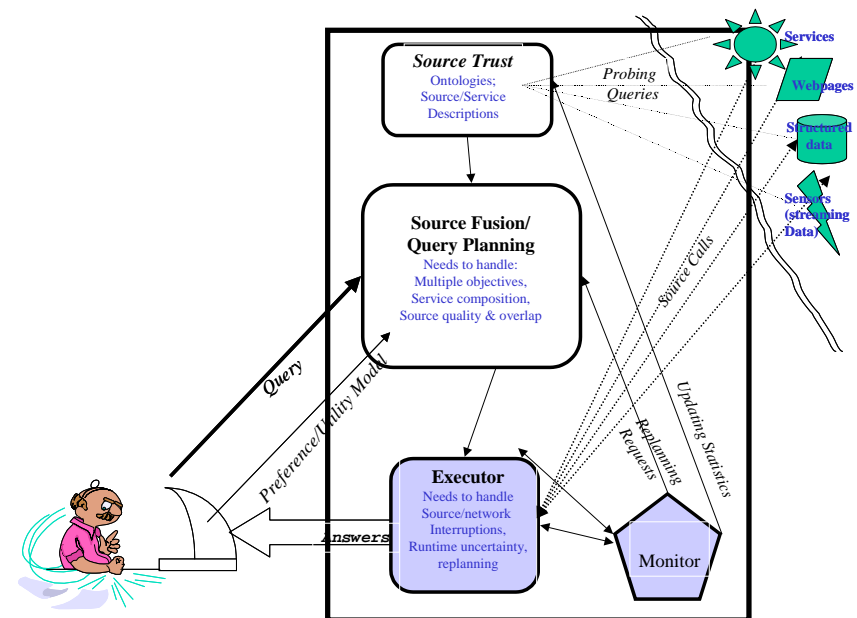 Source Trust
Ontologies;
Source/Service
Descriptions
Probing
Queries
Services
Webpages
Structured
data
Sensors
(streaming
Data)
Source Fusion/
Query Planning
Needs to handle:
Multiple objectives,
Service composition,
Source quality & overlap
Source Calls
Query
Preference/Utility Model
Replanning
Requests
Updating Statistics
Executor
Needs to handle
Source/network
Interruptions,
Runtime uncertainty,
replanning
Answers
Monitor